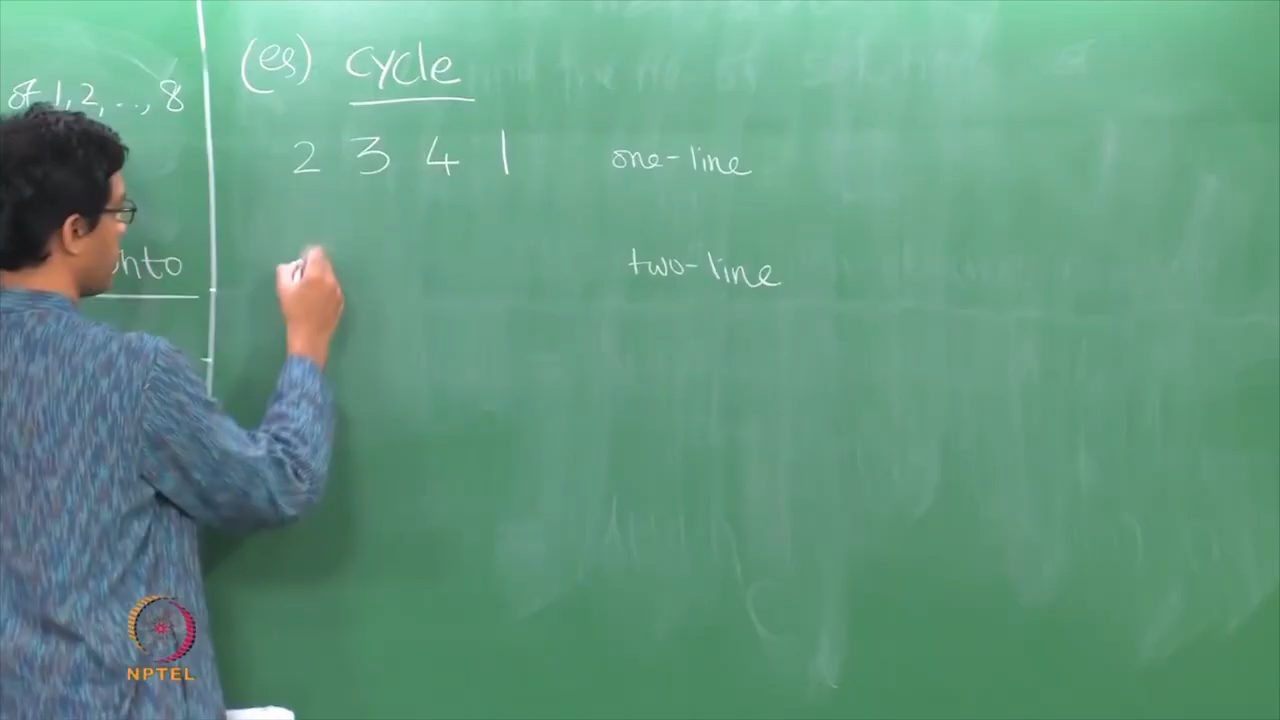 of 1, 2, .., 8
onto
(eg) cycle
2 3 4 1 one-line
two-line
NPTEL